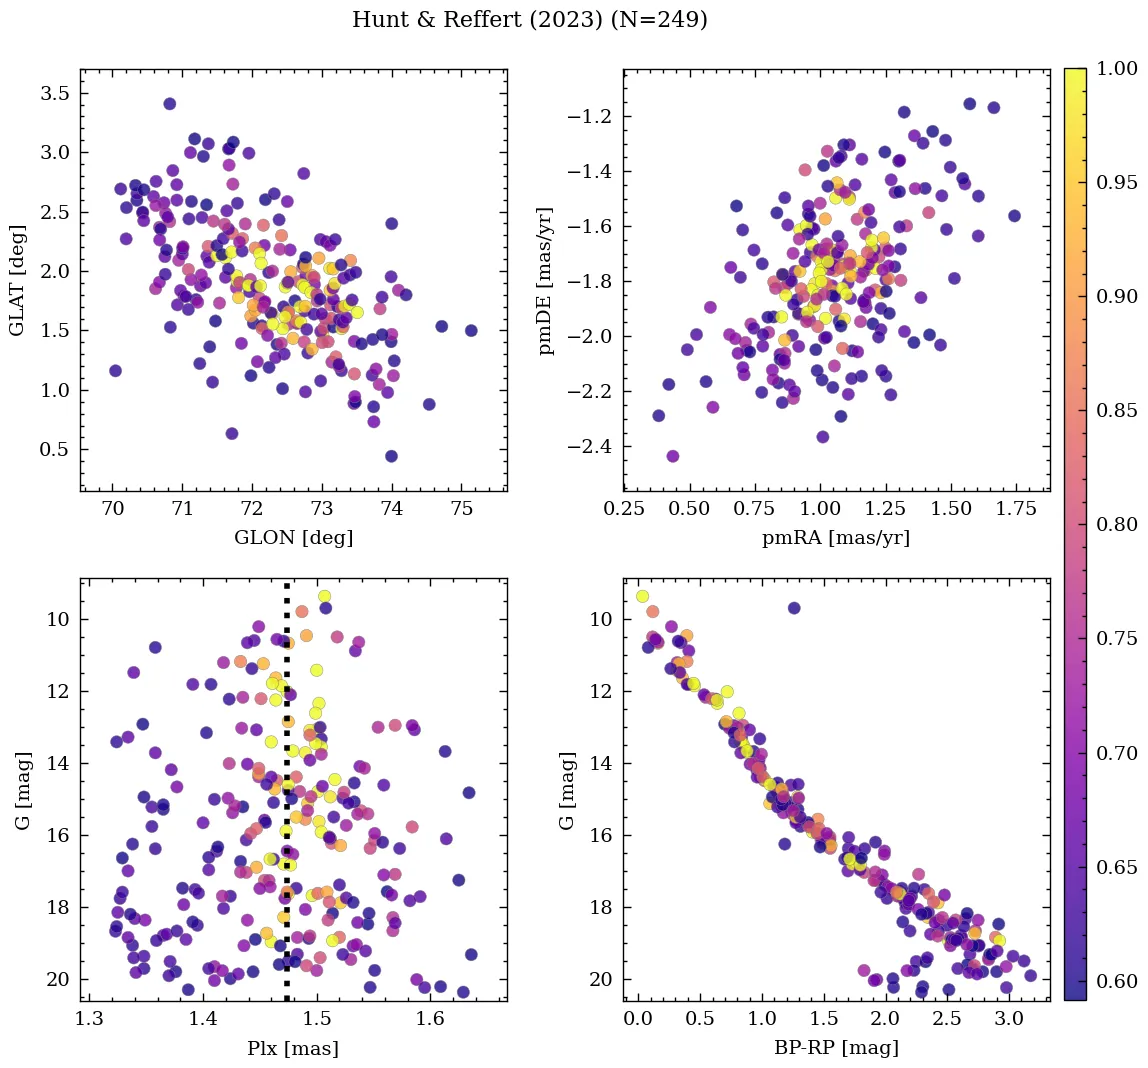 Hunt & Reffert (2023) (N=249)
3.5
3.0
2.5
2.0
1.5
1.0
0.5
GLAT [deg]
70 71 72 73 74 75
GLON [deg]
−1.2
−1.4
−1.6
−1.8
−2.0
−2.2
−2.4
pmDE [mas/yr]
0.25 0.50 0.75 1.00 1.25 1.50 1.75
pmRA [mas/yr]
10
12
14
16
18
20
G [mag]
1.3 1.4 1.5 1.6
Plx [mas]
10
12
14
16
18
20
G [mag]
0.0 0.5 1.0 1.5 2.0 2.5 3.0
BP-RP [mag]
1.00
0.95
0.90
0.85
0.80
0.75
0.70
0.65
0.60